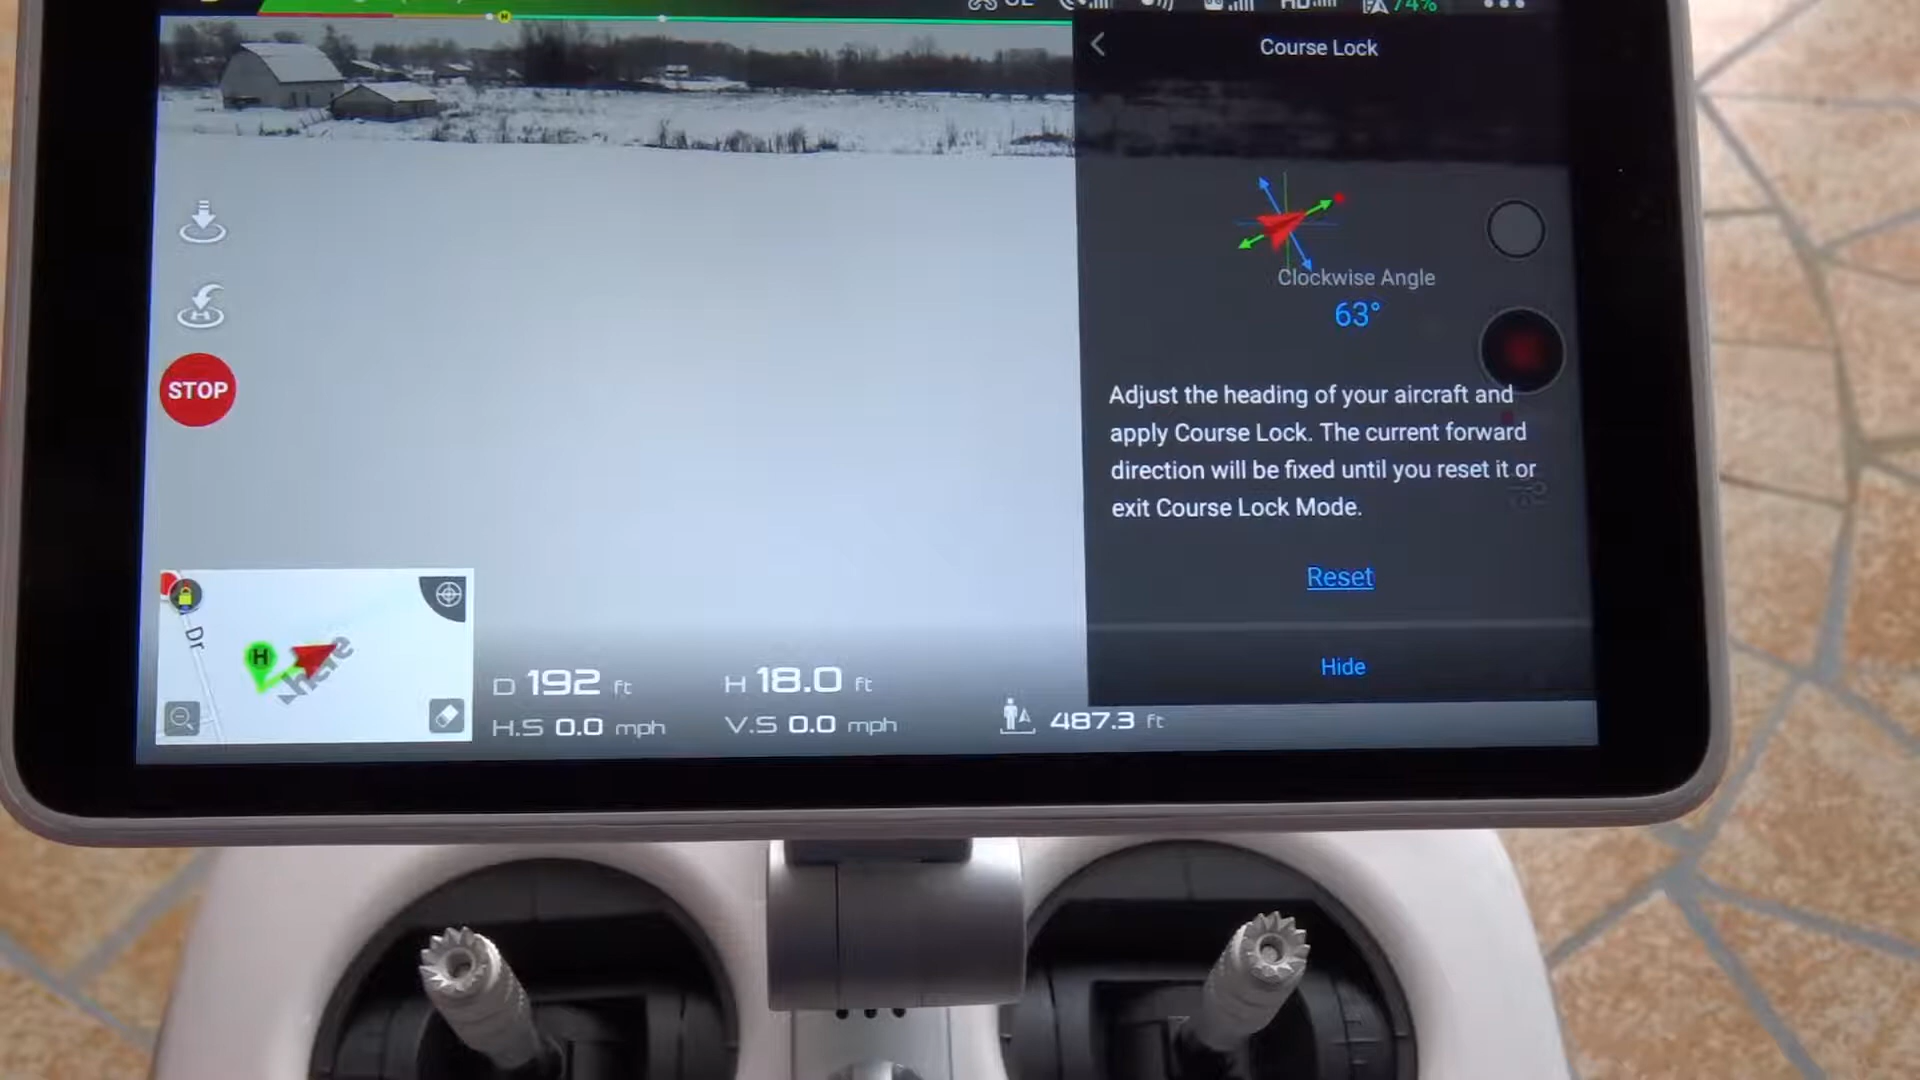 74%
Course Lock
Clockwise Angle
63°
Adjust the heading of your aircraft and
apply Course Lock. The current forward
direction will be fixed until you reset it or
exit Course Lock Mode.
Reset
Hide
STOP
Dr
H
D 192 ft
H 18.0 ft
H.S 0.0 mph
V.S 0.0 mph
487.3 ft